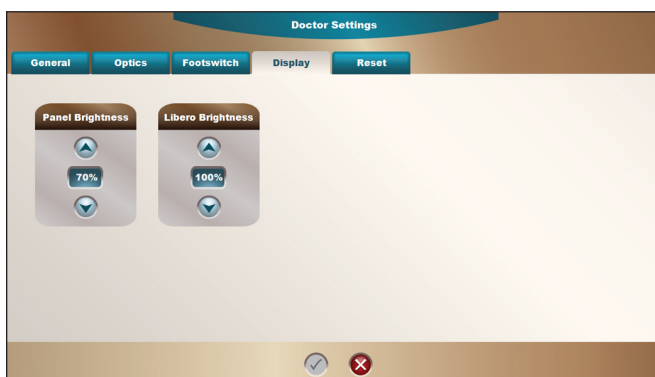 Doctor Settings
General Optics Footswitch Display Reset
Panel Brightness Libero Brightness
70% 100%